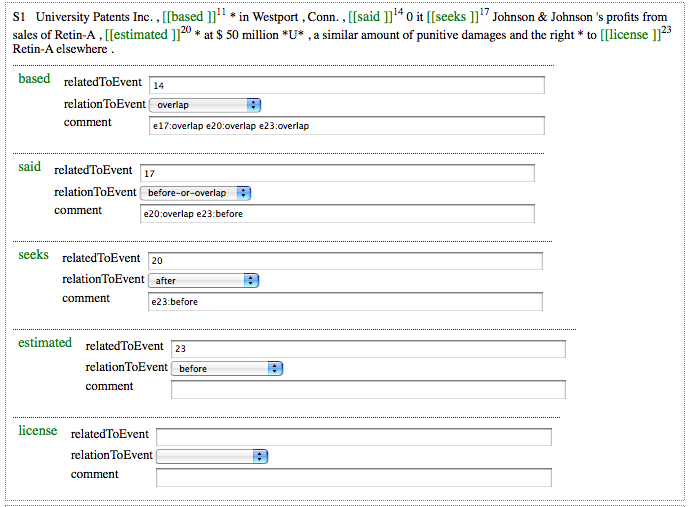 S1 University Patents Inc. , [[based ]]11 * in Westport , Conn. , [[said ]]14 0 it [[seeks ]]17 Johnson & Johnson 's profits from
sales of Retin-A , [[estimated ]]20 * at $ 50 million *U* , a similar amount of punitive damages and the right * to [[license ]]23
Retin-A elsewhere .
based relatedToEvent 14
relationToEvent overlap
comment e17:overlap e20:overlap e23:overlap
said relatedToEvent 17
relationToEvent before-or-overlap
comment e20:overlap e23:before
seeks relatedToEvent 20
relationToEvent after
comment e23:before
estimated relatedToEvent 23
relationToEvent before
comment
license relatedToEvent
relationToEvent
comment